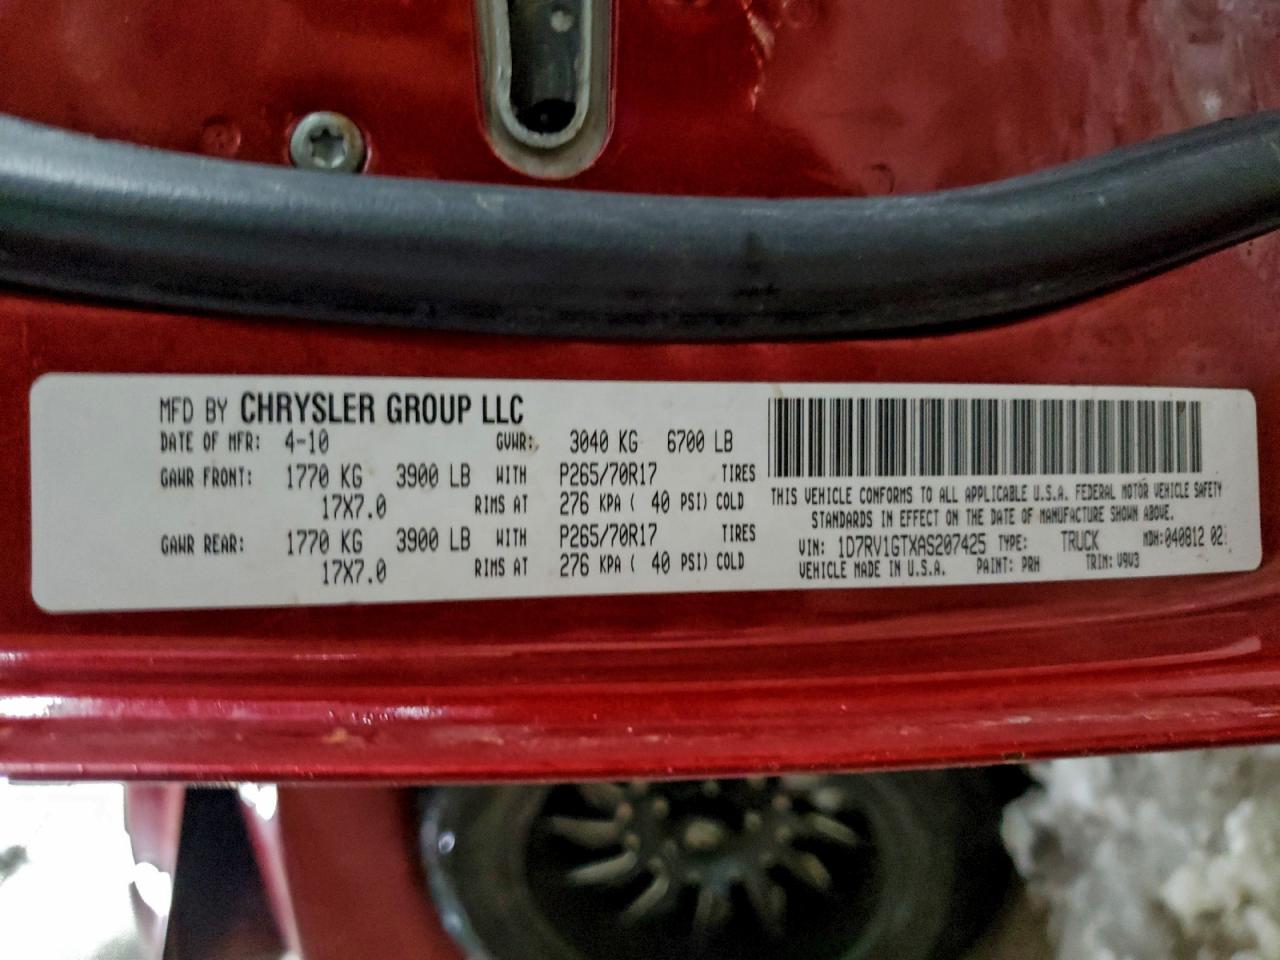 MFD BY CHRYSLER GROUP LLC
DATE OF MFR: 4-10 GVWR: 3040 KG 6700 LB
GAWR FRONT: 1770 KG 3900 LB WITH P265/70R17 TIRES
17X7.0 RIMS AT 276 KPA ( 40 PSI) COLD
GAWR REAR: 1770 KG 3900 LB WITH P265/70R17 TIRES
17X7.0 RIMS AT 276 KPA ( 40 PSI) COLD
THIS VEHICLE CONFORMS TO ALL APPLICABLE U.S.A. FEDERAL MOTOR VEHICLE SAFETY
STANDARDS IN EFFECT ON THE DATE OF MANUFACTURE SHOWN ABOVE.
VIN: 1D7RV1GTXAS207425 TYPE: TRUCK MDH: 040812 02
VEHICLE MADE IN U.S.A. PAINT: PRH TRIM: V9V3